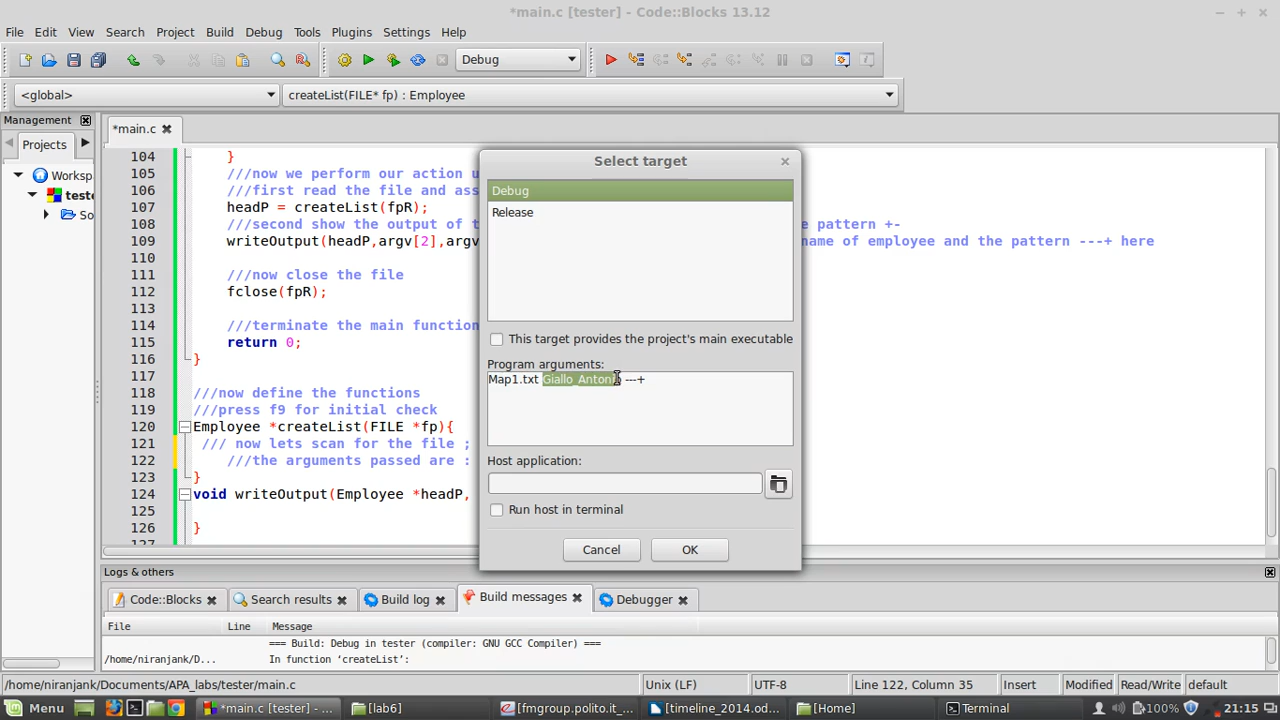 *main.c [tester] - Code::Blocks 13.12
File Edit View Search Project Build Debug Tools Plugins Settings Help
Debug
<global> createList(FILE* fp) : Employee
Management
*main.c
Projects
Worksp
teste
So
104 }
105 ///now we perform our action u
106 ///first read the file and ass
107 headP = createList(fpR);
108 ///second show the output of t he pattern +-
109 writeOutput(headP,argv[2],argv name of employee and the pattern ---+ here
110
111 ///now close the file
112 fclose(fpR);
113
114 ///terminate the main function
115 return 0;
116 }
117
118 ///now define the functions
119 ///press f9 for initial check
120 Employee *createList(FILE *fp){
121 /// now lets scan for the file ;
122 ///the arguments passed are :
123 }
124 void writeOutput(Employee *headP,
125
126 }
127
Select target
Debug
Release
This target provides the project's main executable
Program arguments:
Map1.txt Giallo_Antoni ---+
Host application:
Run host in terminal
Cancel OK
Logs & others
Code::Blocks Search results Build log Build messages Debugger
File Line Message
=== Build: Debug in tester (compiler: GNU GCC Compiler) ===
/home/niranjank/D... In function ‘createList’:
/home/niranjank/Documents/APA_labs/tester/main.c Unix (LF) UTF-8 Line 122, Column 35 Insert Modified Read/Write default
Menu *main.c [tester] - ... [lab6] [fmgroup.polito.it_... [timeline_2014.od... [Home] Terminal 100% 21:15